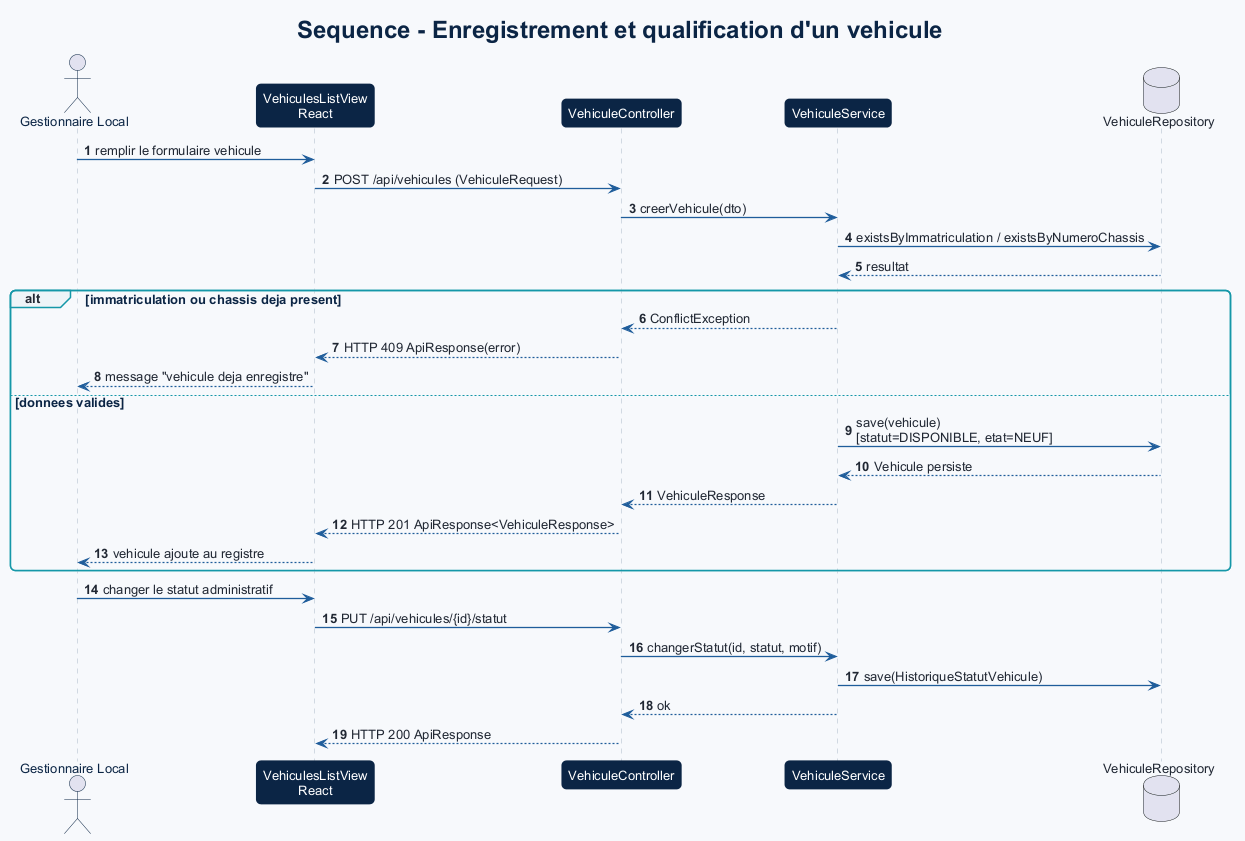 Sequence - Enregistrement et qualification d'un vehicule
Gestionnaire Local
VehiculesListView
React
VehiculeController
VehiculeService
VehiculeRepository
1 remplir le formulaire vehicule
2 POST /api/vehicules (VehiculeRequest)
3 creerVehicule(dto)
4 existsByImmatriculation / existsByNumeroChassis
5 resultat
alt
[immatriculation ou chassis deja present]
6 ConflictException
7 HTTP 409 ApiResponse(error)
8 message "vehicule deja enregistre"
[donnees valides]
9 save(vehicule)
[statut=DISPONIBLE, etat=NEUF]
10 Vehicule persiste
11 VehiculeResponse
12 HTTP 201 ApiResponse<VehiculeResponse>
13 vehicule ajoute au registre
14 changer le statut administratif
15 PUT /api/vehicules/{id}/statut
16 changerStatut(id, statut, motif)
17 save(HistoriqueStatutVehicule)
18 ok
19 HTTP 200 ApiResponse
Gestionnaire Local
VehiculesListView
React
VehiculeController
VehiculeService
VehiculeRepository